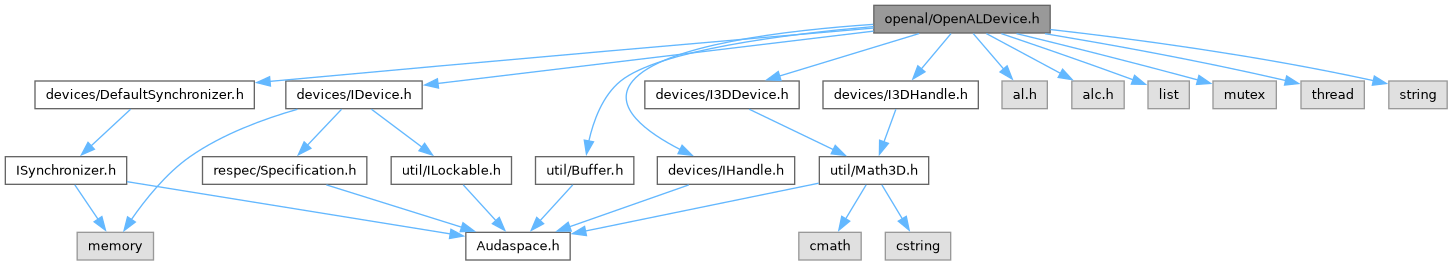 openal/OpenALDevice.h
devices/DefaultSynchronizer.h
devices/IDevice.h
devices/I3DDevice.h
devices/I3DHandle.h
al.h
alc.h
list
mutex
thread
string
ISynchronizer.h
respec/Specification.h
util/ILockable.h
util/Buffer.h
devices/IHandle.h
util/Math3D.h
memory
Audaspace.h
cmath
cstring